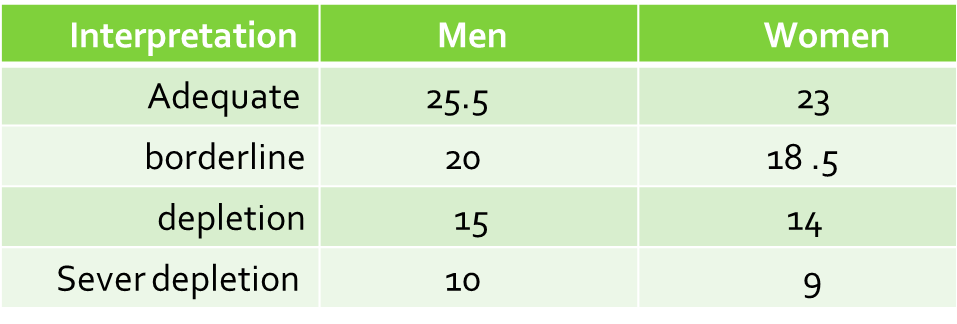 Interpretation Men Women
Adequate 25.5 23
borderline 20 18 .5
depletion 15 14
Sever depletion 10 9